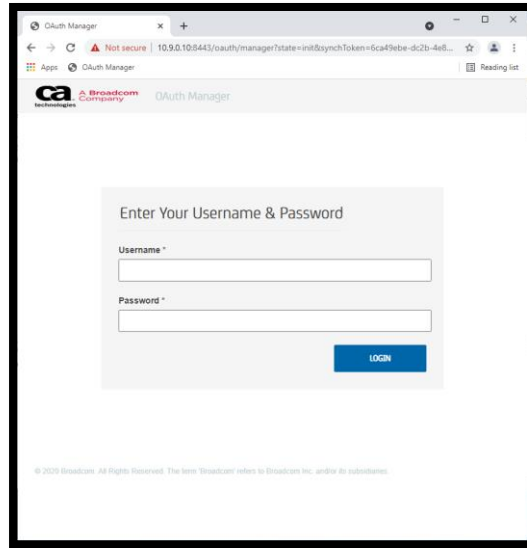 OAuth Manager
Not secure | 10.9.0.10:8443/oauth/manager?state=init&synchToken=6ca49ebe-dc2b-4e8...
Apps OAuth Manager Reading list
ca technologies A Broadcom Company OAuth Manager
Enter Your Username & Password
Username *
Password *
LOGIN
© 2020 Broadcom. All Rights Reserved. The term "Broadcom" refers to Broadcom Inc. and/or its subsidiaries.